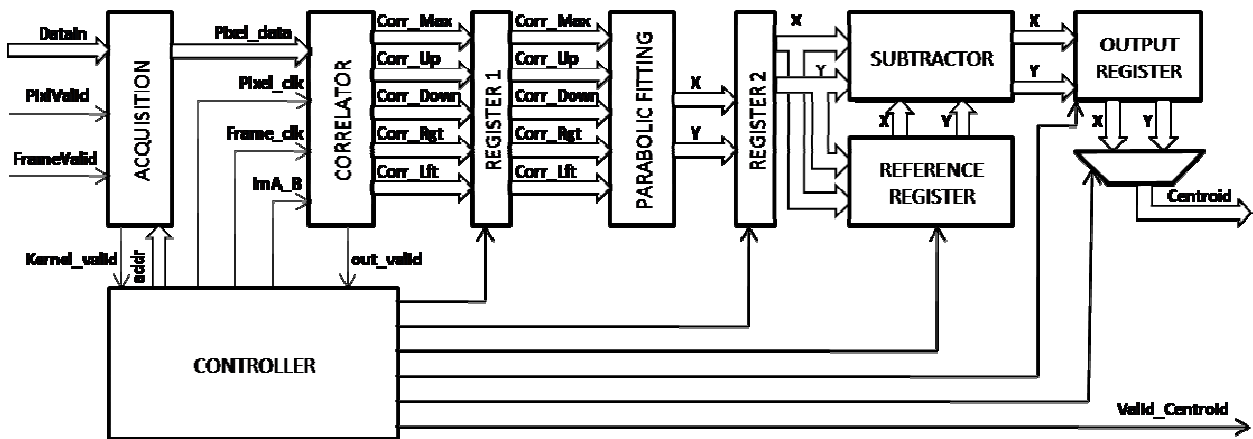 DataIn
PixlValid
FrameValid
ACQUISITION
Pixel_data
Pixel_clk
Frame_clk
ImA_B
CORRELATOR
Corr_Max
Corr_Up
Corr_Down
Corr_Rgt
Corr_Lft
REGISTER 1
Corr_Max
Corr_Up
Corr_Down
Corr_Rgt
Corr_Lft
PARABOLIC FITTING
X
Y
REGISTER 2
X
Y
SUBTRACTOR
X
Y
REFERENCE
REGISTER
X
Y
OUTPUT
REGISTER
X
Y
Centroid
Kernel_valid
addr
out_valid
CONTROLLER
Valid_Centroid